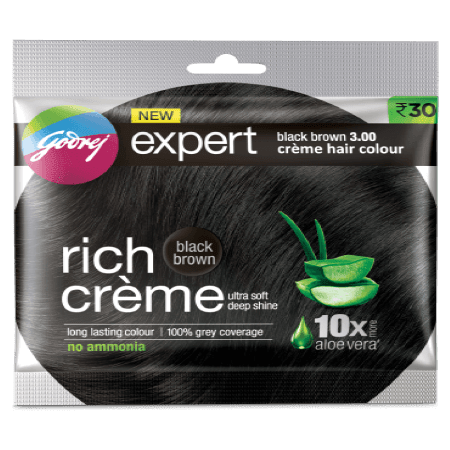 NEW
₹30
Godrej
expert
black brown 3.00
crème hair colour
black
brown
rich
crème
ultra soft
deep shine
long lasting colour | 100% grey coverage
no ammonia
10x
more
aloe vera*